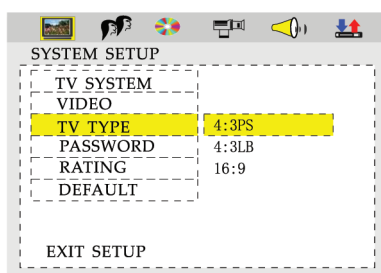 SYSTEM SETUP
TV SYSTEM
VIDEO
TV TYPE 4:3PS
PASSWORD 4:3LB
RATING 16:9
DEFAULT
EXIT SETUP